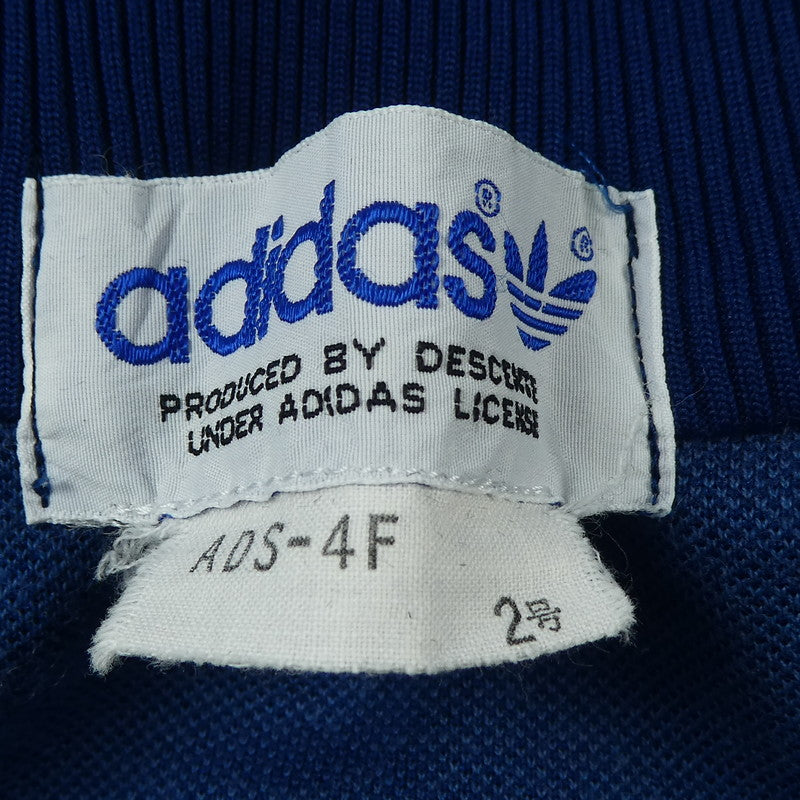 adidas® ®
PRODUCED BY DESCENTE
UNDER ADIDAS LICENSE
ADS-4F
2号